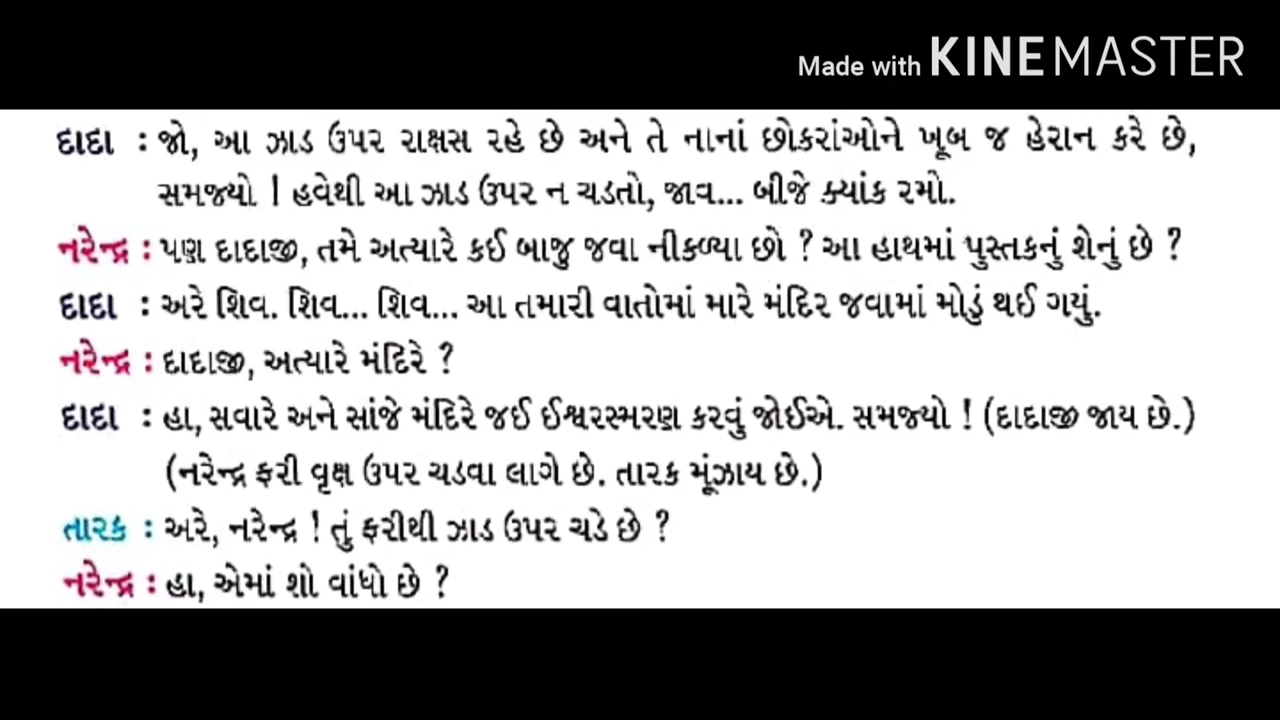 Made with KINEMASTER
દાદા : જો, આ ઝાડ ઉપર રાક્ષસ રહે છે અને તે નાનાં છોકરાંઓને ખૂબ જ હેરાન કરે છે,
સમજ્યો ! હવેથી આ ઝાડ ઉપર ન ચડતો, જાવ... બીજે ક્યાંક રમો.
નરેન્દ્ર : પણ દાદાજી, તમે અત્યારે કઈ બાજુ જવા નીકળ્યા છો ? આ હાથમાં પુસ્તકનું શેનું છે ?
દાદા : અરે શિવ. શિવ... શિવ... આ તમારી વાતોમાં મારે મંદિર જવામાં મોડું થઈ ગયું.
નરેન્દ્ર : દાદાજી, અત્યારે મંદિરે ?
દાદા : હા, સવારે અને સાંજે મંદિરે જઈ ઈશ્વરસ્મરણ કરવું જોઈએ. સમજ્યો ! (દાદાજી જાય છે.)
(નરેન્દ્ર ફરી વૃક્ષ ઉપર ચડવા લાગે છે. તારક મૂંઝાય છે.)
તારક : અરે, નરેન્દ્ર ! તું ફરીથી ઝાડ ઉપર ચડે છે ?
નરેન્દ્ર : હા, એમાં શો વાંધો છે ?